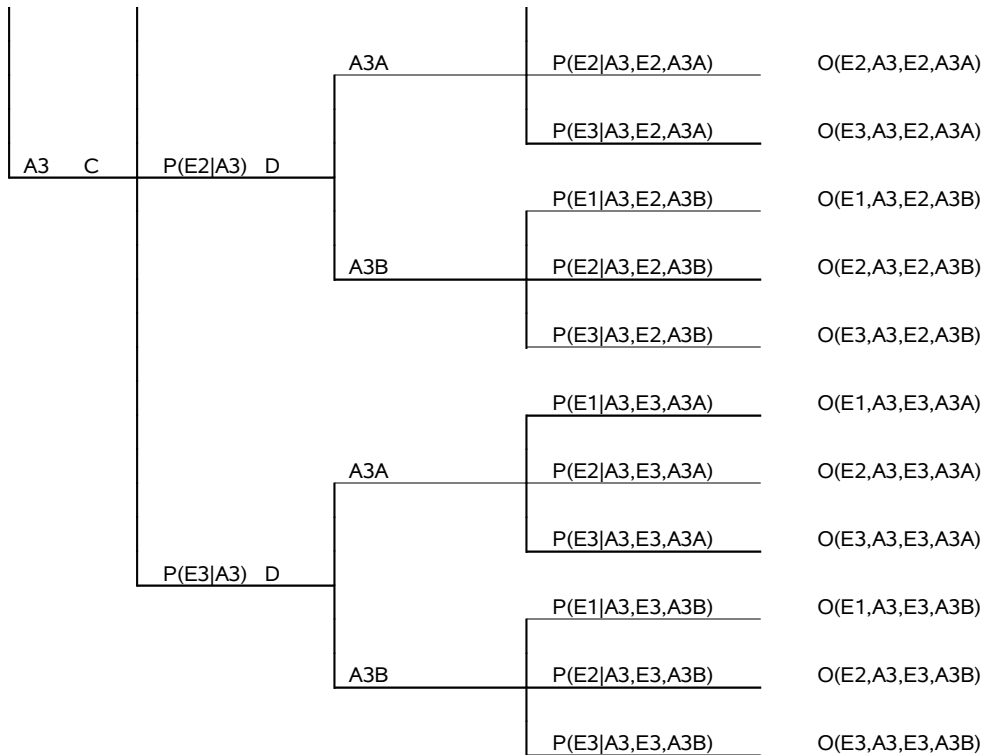 A3A P(E2|A3,E2,A3A) O(E2,A3,E2,A3A)
P(E3|A3,E2,A3A) O(E3,A3,E2,A3A)
A3 C P(E2|A3) D
P(E1|A3,E2,A3B) O(E1,A3,E2,A3B)
A3B P(E2|A3,E2,A3B) O(E2,A3,E2,A3B)
P(E3|A3,E2,A3B) O(E3,A3,E2,A3B)
P(E1|A3,E3,A3A) O(E1,A3,E3,A3A)
A3A P(E2|A3,E3,A3A) O(E2,A3,E3,A3A)
P(E3|A3,E3,A3A) O(E3,A3,E3,A3A)
P(E3|A3) D
P(E1|A3,E3,A3B) O(E1,A3,E3,A3B)
A3B P(E2|A3,E3,A3B) O(E2,A3,E3,A3B)
P(E3|A3,E3,A3B) O(E3,A3,E3,A3B)